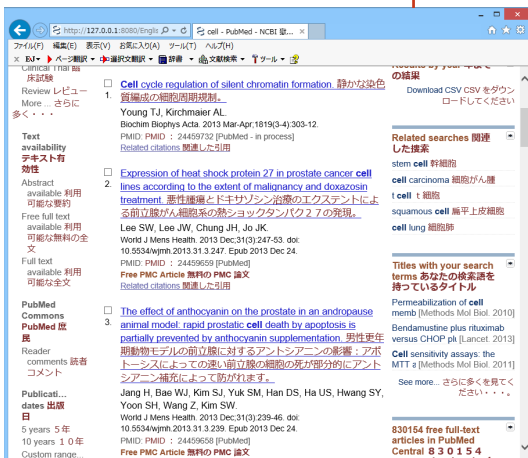 http://127.0.0.1:8080/Englis
cell - PubMed - NCBI
ファイル(F) 編集(E) 表示(V) お気に入り(A) ツール(T) ヘルプ(H)
× EtJ ページ翻訳 中/英 選択文翻訳 辞書 文献検索 ツール
Clinical Trial 臨
床試験
Review レビュー
More ... さらに
多く・・・
Text
availability
テキスト有
効性
Abstract
available 利用
可能な要約
Free full text
available 利用
可能な無料の全
文
Full text
available 利用
可能な全文
PubMed
Commons
PubMed 庶
民
Reader
comments 読者
コメント
Publicati...
dates 出版
日
5 years ５年
10 years １０年
Custom range...
Cell cycle regulation of silent chromatin formation. 静かな染色
1. 質編成の細胞周期規制。
Young TJ, Kirchmaier AL.
Biochim Biophys Acta. 2013 Mar-Apr;1819(3-4):303-12.
PMID: PMID ： 24459732 [PubMed - in process]
Related citations 関連した引用
Expression of heat shock protein 27 in prostate cancer cell
2. lines according to the extent of malignancy and doxazosin
treatment. 悪性腫瘍とドキサゾシン治療のエクステントによ
る前立腺がん細胞系の熱ショックタンパク２７の発現。
Lee SW, Lee JW, Chung JH, Jo JK.
World J Mens Health. 2013 Dec;31(3):247-53. doi:
10.5534/wjmh.2013.31.3.247. Epub 2013 Dec 24.
PMID: PMID ： 24459659 [PubMed]
Free PMC Article 無料の PMC 論文
Related citations 関連した引用
The effect of anthocyanin on the prostate in an andropause
3. animal model: rapid prostatic cell death by apoptosis is
partially prevented by anthocyanin supplementation. 男性更年
期動物モデルの前立腺に対するアントシアニンの影響：アポ
トーシスによっての速い前立腺の細胞の死が部分的にアント
シアニン補充によって防がれます。
Jang H, Bae WJ, Kim SJ, Yuk SM, Han DS, Ha US, Hwang SY,
Yoon SH, Wang Z, Kim SW.
World J Mens Health. 2013 Dec;31(3):239-46. doi:
10.5534/wjmh.2013.31.3.239. Epub 2013 Dec 24.
PMID: PMID ： 24459658 [PubMed]
Free PMC Article 無料の PMC 論文
Results by year
の結果
Download CSV CSV をダウン
ロードしてください
Related searches 関連
した捜索
stem cell 幹細胞
cell carcinoma 細胞がん腫
t cell ｔ細胞
squamous cell 扁平上皮細胞
cell lung 細胞肺
Titles with your search
terms あなたの検索語を
持っているタイトル
Permeabilization of cell
memb [Methods Mol Biol. 2010]
Bendamustine plus rituximab
versus CHOP pk [Lancet. 2013]
Cell sensitivity assays: the
MTT a [Methods Mol Biol. 2011]
See more... さらに多くを見てく
ださい・・・。
830154 free full-text
articles in PubMed
Central ８３０１５４